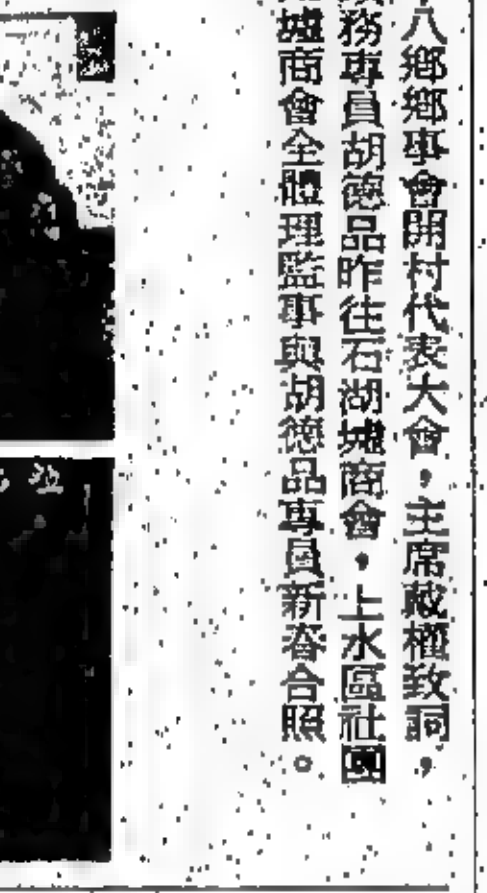 八鄉鄉事會開村代表大會，主席戴權致詞，
務專員胡德品昨往石湖墟商會，上水區社團
墟商會全體理監事與胡德品專員新春合照。